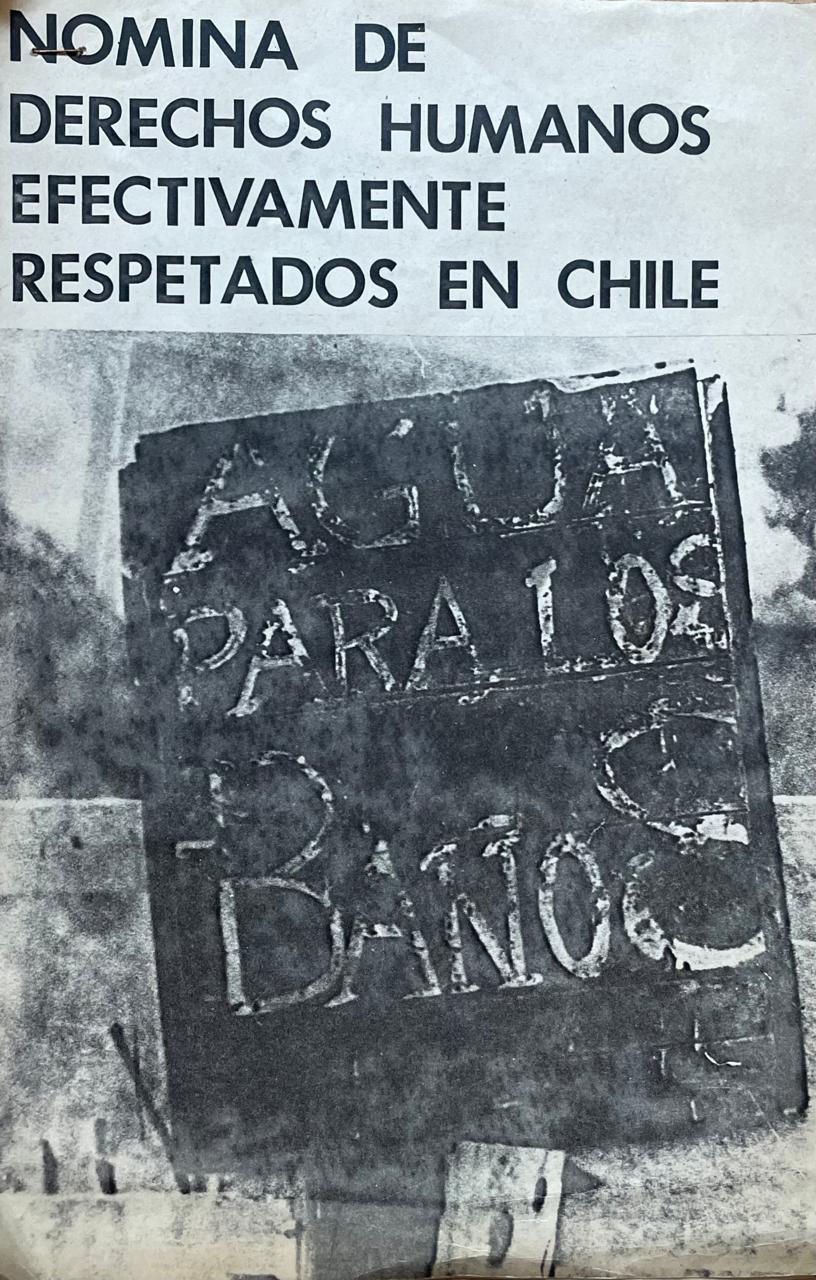 NOMINA DE
DERECHOS HUMANOS
EFECTIVAMENTE
RESPETADOS EN CHILE
AGUA
PARA LOS
BAÑOS